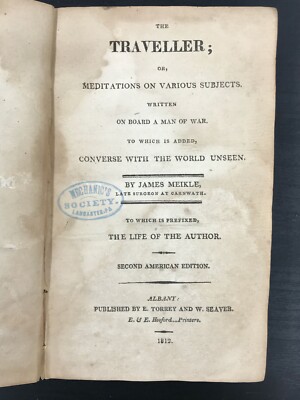 THE
TRAVELLER;
OR,
MEDITATIONS ON VARIOUS SUBJECTS.
WRITTEN
ON BOARD A MAN OF WAR.
TO WHICH IS ADDED,
CONVERSE WITH THE WORLD UNSEEN.
BY JAMES MEIKLE,
LATE SURGEON AT CARNWATH.
MECHANIC'S
SOCIETY.
LANCASTER, PA.
TO WHICH IS PREFIXED,
THE LIFE OF THE AUTHOR.
SECOND AMERICAN EDITION.
ALBANY:
PUBLISHED BY E. TORREY AND W. SEAVER.
E. & E. Hosford.--Printers.
1812.